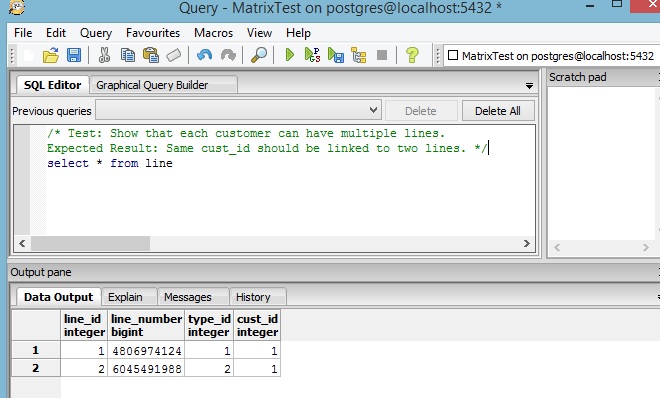 Query - MatrixTest on postgres@localhost:5432 *
File Edit Query Favourites Macros View Help
MatrixTest on postgres@localhost:5432
SQL Editor Graphical Query Builder
Scratch pad
Previous queries Delete Delete All
/* Test: Show that each customer can have multiple lines.
Expected Result: Same cust_id should be linked to two lines. */
select * from line
Output pane
Data Output Explain Messages History
line_id line_number type_id cust_id
integer bigint integer integer
1 1 4806974124 1 1
2 2 6045491988 2 1